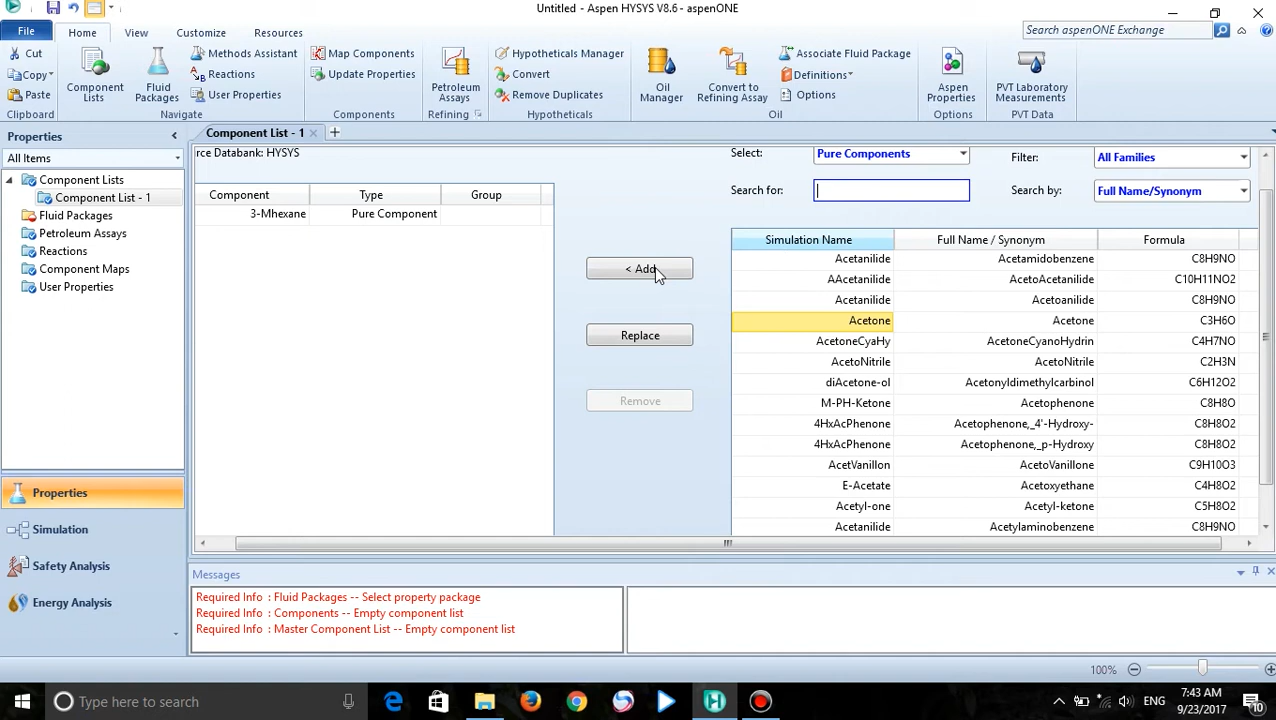 Untitled - Aspen HYSYS V8.6 - aspenONE
File
Home
View
Customize
Resources
Search aspenONE Exchange
Cut
Copy
Paste
Clipboard
Component Lists
Fluid Packages
Methods Assistant
Reactions
User Properties
Navigate
Map Components
Update Properties
Components
Petroleum Assays
Refining
Hypotheticals Manager
Convert
Remove Duplicates
Hypotheticals
Oil Manager
Convert to Refining Assay
Associate Fluid Package
Definitions
Options
Oil
Aspen Properties
Options
PVT Laboratory Measurements
PVT Data
Properties
All Items
Component Lists
Component List - 1
Fluid Packages
Petroleum Assays
Reactions
Component Maps
User Properties
Properties
Simulation
Safety Analysis
Energy Analysis
Component List - 1
rce Databank: HYSYS
Component Type Group
3-Mhexane Pure Component
< Add
Replace
Remove
Select: Pure Components
Filter: All Families
Search for:
Search by: Full Name/Synonym
Simulation Name Full Name / Synonym Formula
Acetanilide Acetamidobenzene C8H9NO
AAcetanilide AcetoAcetanilide C10H11NO2
Acetanilide Acetoanilide C8H9NO
Acetone Acetone C3H6O
AcetoneCyaHy AcetoneCyanoHydrin C4H7NO
AcetoNitrile AcetoNitrile C2H3N
diAcetone-ol Acetonyldimethylcarbinol C6H12O2
M-PH-Ketone Acetophenone C8H8O
4HxAcPhenone Acetophenone,_4'-Hydroxy- C8H8O2
4HxAcPhenone Acetophenone,_p-Hydroxy C8H8O2
AcetVanillon AcetoVanillone C9H10O3
E-Acetate Acetoxyethane C4H8O2
Acetyl-one Acetyl-ketone C5H8O2
Acetanilide Acetylaminobenzene C8H9NO
Messages
Required Info : Fluid Packages -- Select property package
Required Info : Components -- Empty component list
Required Info : Master Component List -- Empty component list
100%
Type here to search
ENG
7:43 AM
9/23/2017
10